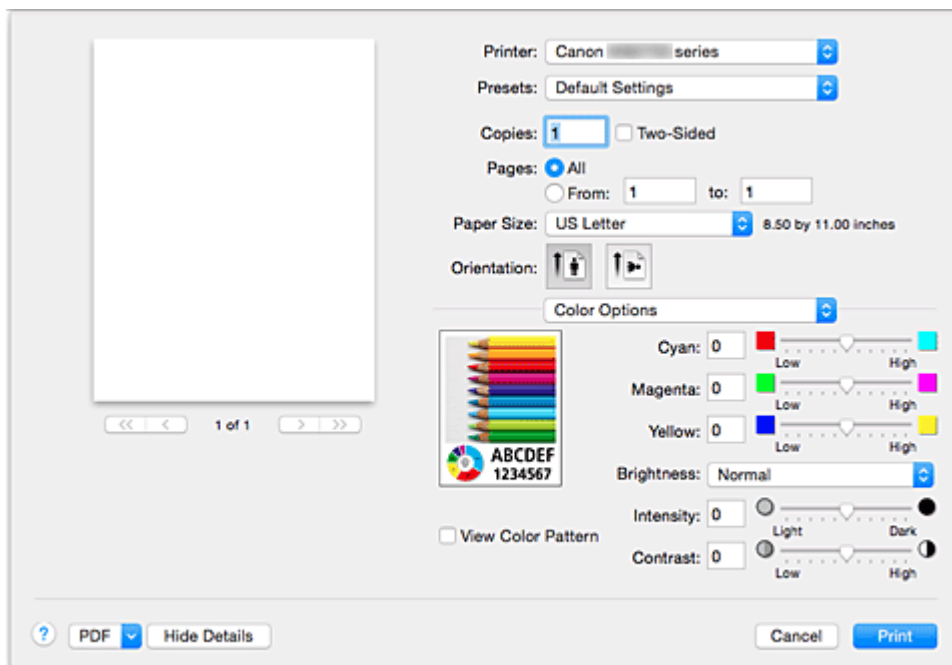 Printer: Canon series
Presets: Default Settings
Copies: 1 Two-Sided
Pages: All
From: 1 to: 1
Paper Size: US Letter 8.50 by 11.00 inches
Orientation:
Color Options
Cyan: 0
Low High
Magenta: 0
Low High
Yellow: 0
Low High
ABCDEF
1234567
Brightness: Normal
Intensity: 0
Light Dark
View Color Pattern
Contrast: 0
Low High
1 of 1
? PDF Hide Details Cancel Print